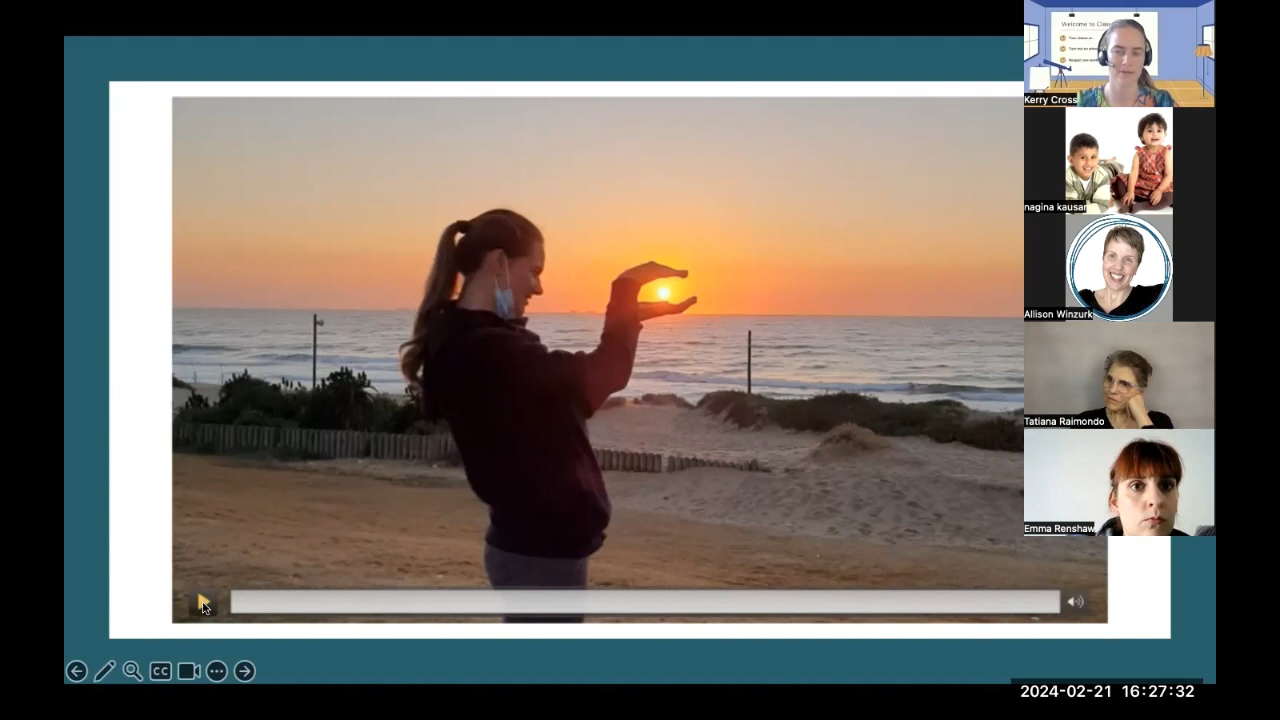 Welcome to Class
Kerry Cross
nagina kausar
Allison Winzurk
Tatiana Raimondo
Emma Renshaw
CC
2024-02-21 16:27:32